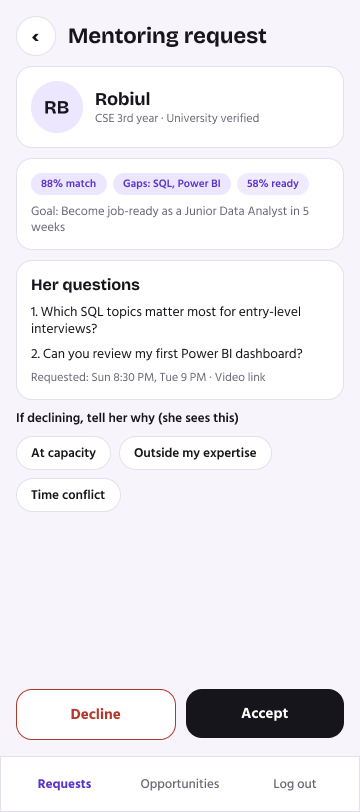 ‹ Mentoring request
RB
Robiul
CSE 3rd year · University verified
88% match
Gaps: SQL, Power BI
58% ready
Goal: Become job-ready as a Junior Data Analyst in 5
weeks
Her questions
1. Which SQL topics matter most for entry-level
interviews?
2. Can you review my first Power BI dashboard?
Requested: Sun 8:30 PM, Tue 9 PM · Video link
If declining, tell her why (she sees this)
At capacity
Outside my expertise
Time conflict
Decline
Accept
Requests
Opportunities
Log out